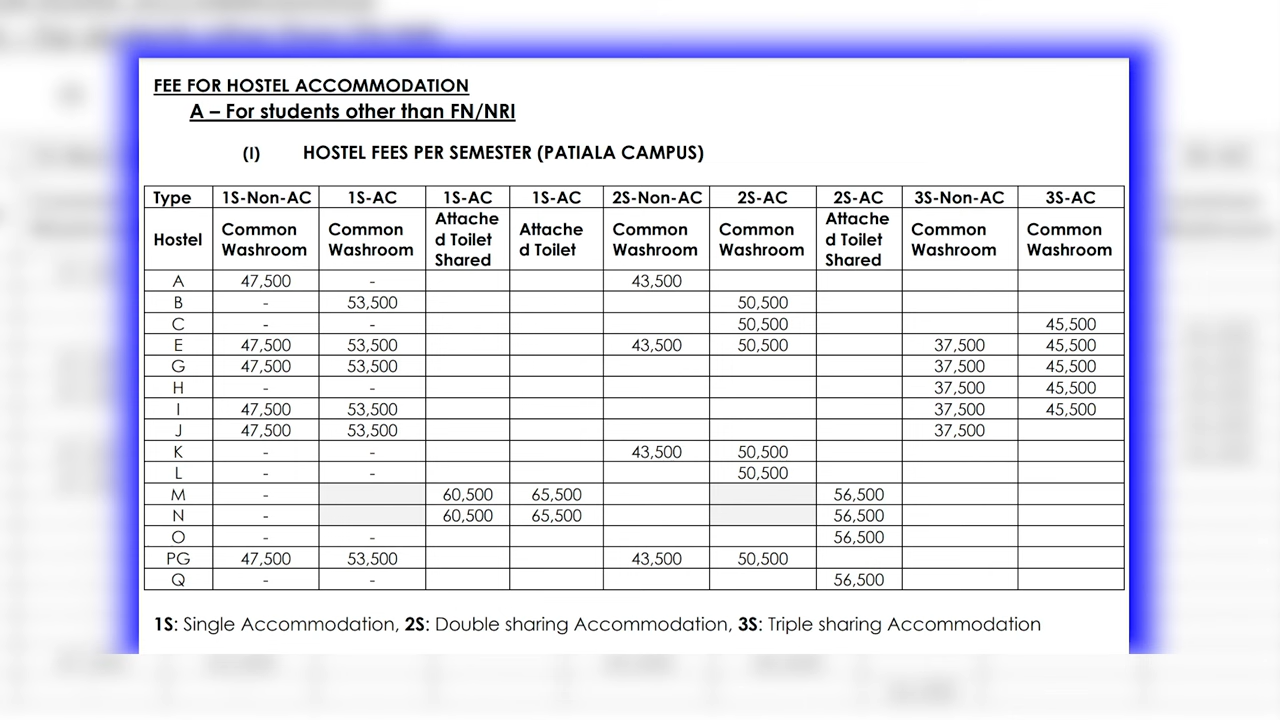 FEE FOR HOSTEL ACCOMMODATION
A – For students other than FN/NRI
(I) HOSTEL FEES PER SEMESTER (PATIALA CAMPUS)
Type 1S-Non-AC 1S-AC 1S-AC 1S-AC 2S-Non-AC 2S-AC 2S-AC 3S-Non-AC 3S-AC
Hostel Common Washroom Common Washroom Attache d Toilet Shared Attache d Toilet Common Washroom Common Washroom Attache d Toilet Shared Common Washroom Common Washroom
A 47,500 - 43,500
B - 53,500 50,500
C - - 50,500 45,500
E 47,500 53,500 43,500 50,500 37,500 45,500
G 47,500 53,500 37,500 45,500
H - - 37,500 45,500
I 47,500 53,500 37,500 45,500
J 47,500 53,500 37,500
K - - 43,500 50,500
L - - 50,500
M - 60,500 65,500 56,500
N - 60,500 65,500 56,500
O - - 56,500
PG 47,500 53,500 43,500 50,500
Q - - 56,500
1S: Single Accommodation, 2S: Double sharing Accommodation, 3S: Triple sharing Accommodation